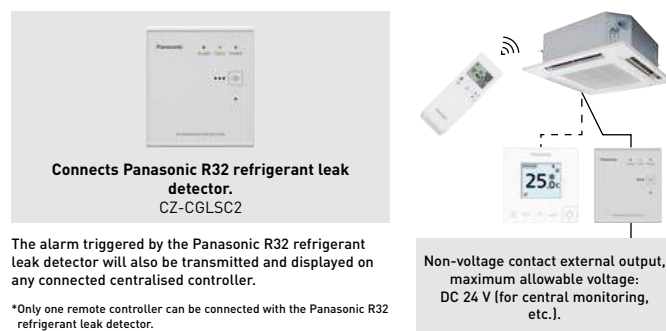 Panasonic
Connects Panasonic R32 refrigerant leak
detector.
CZ-CGLSC2
The alarm triggered by the Panasonic R32 refrigerant
leak detector will also be transmitted and displayed on
any connected centralised controller.
*Only one remote controller can be connected with the Panasonic R32
refrigerant leak detector.
Panasonic
25.0c
Panasonic
Non-voltage contact external output,
maximum allowable voltage:
DC 24 V (for central monitoring,
etc.).